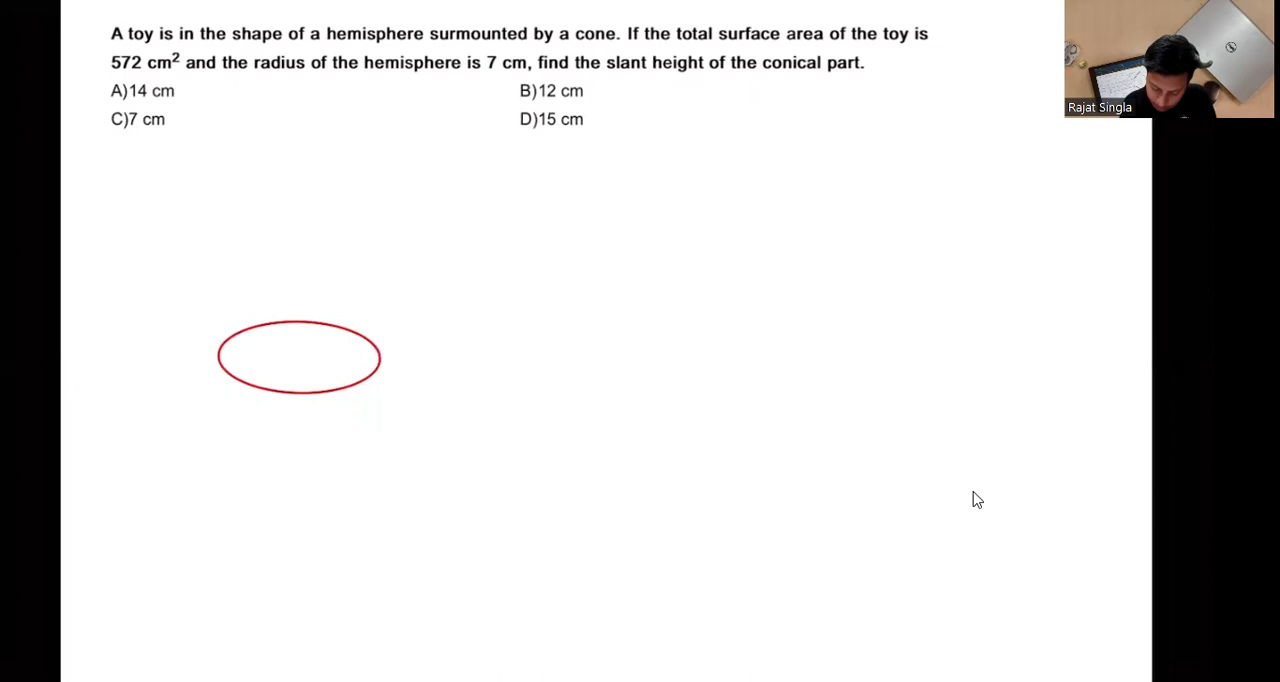 A toy is in the shape of a hemisphere surmounted by a cone. If the total surface area of the toy is
572 cm² and the radius of the hemisphere is 7 cm, find the slant height of the conical part.
A)14 cm B)12 cm
C)7 cm D)15 cm
Rajat Singla